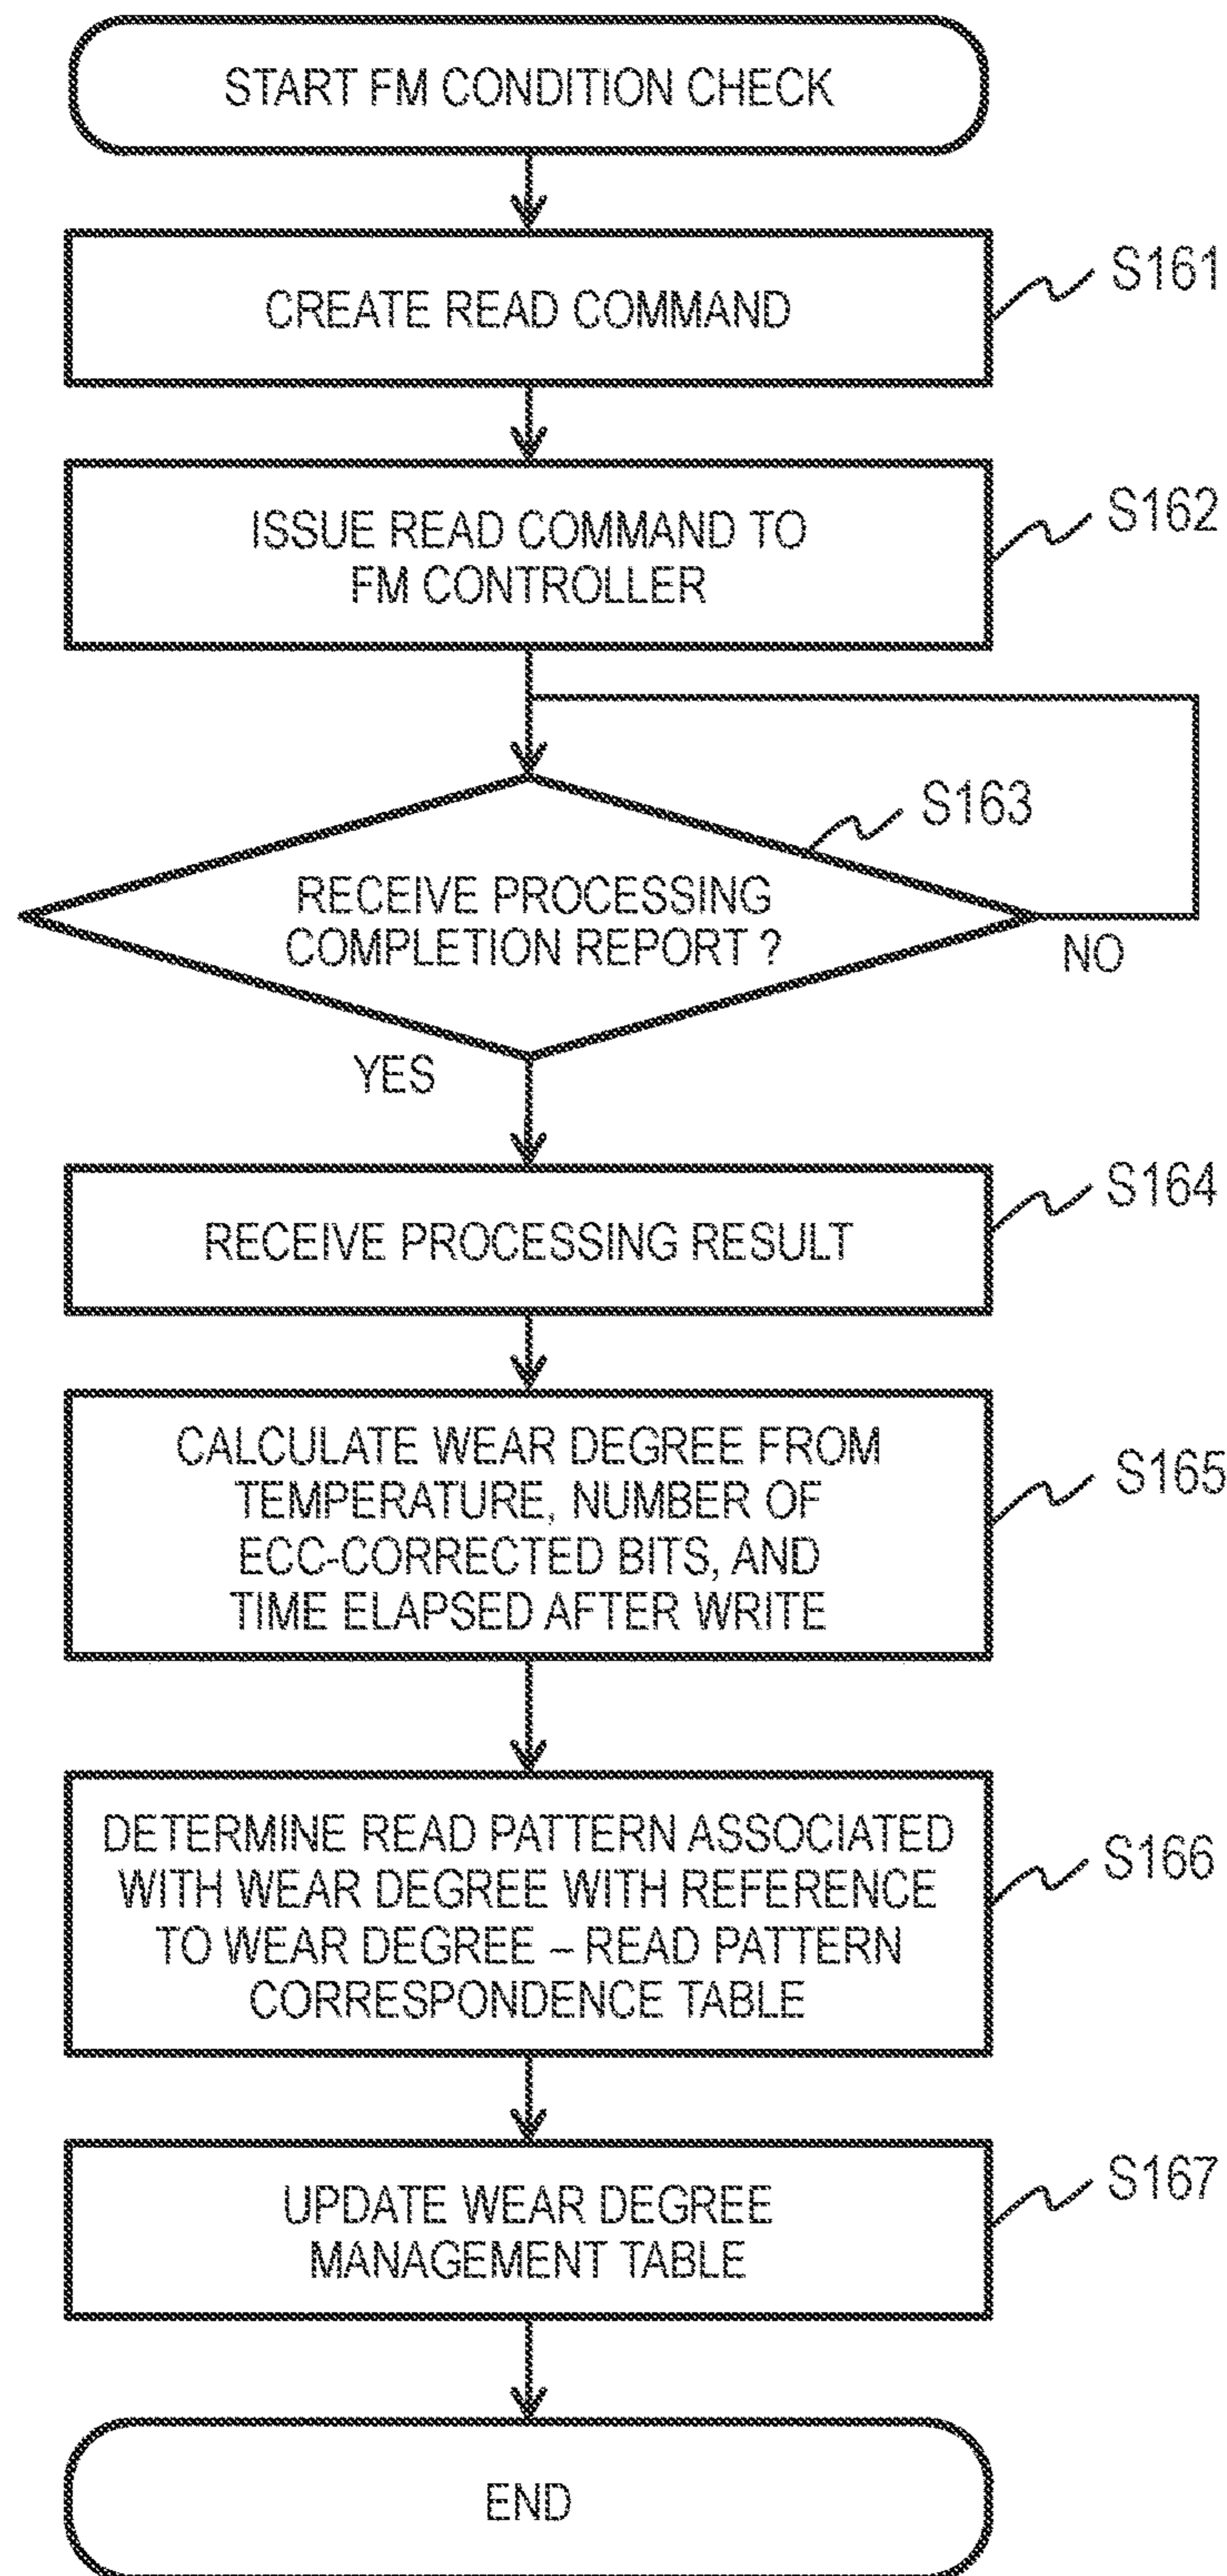 START FM CONDITION CHECK
CREATE READ COMMAND
S161
ISSUE READ COMMAND TO
FM CONTROLLER
S162
S163
RECEIVE PROCESSING
COMPLETION REPORT ?
NO
YES
RECEIVE PROCESSING RESULT
S164
CALCULATE WEAR DEGREE FROM
TEMPERATURE, NUMBER OF
ECC-CORRECTED BITS, AND
TIME ELAPSED AFTER WRITE
S165
DETERMINE READ PATTERN ASSOCIATED
WITH WEAR DEGREE WITH REFERENCE
TO WEAR DEGREE – READ PATTERN
CORRESPONDENCE TABLE
S166
UPDATE WEAR DEGREE
MANAGEMENT TABLE
S167
END